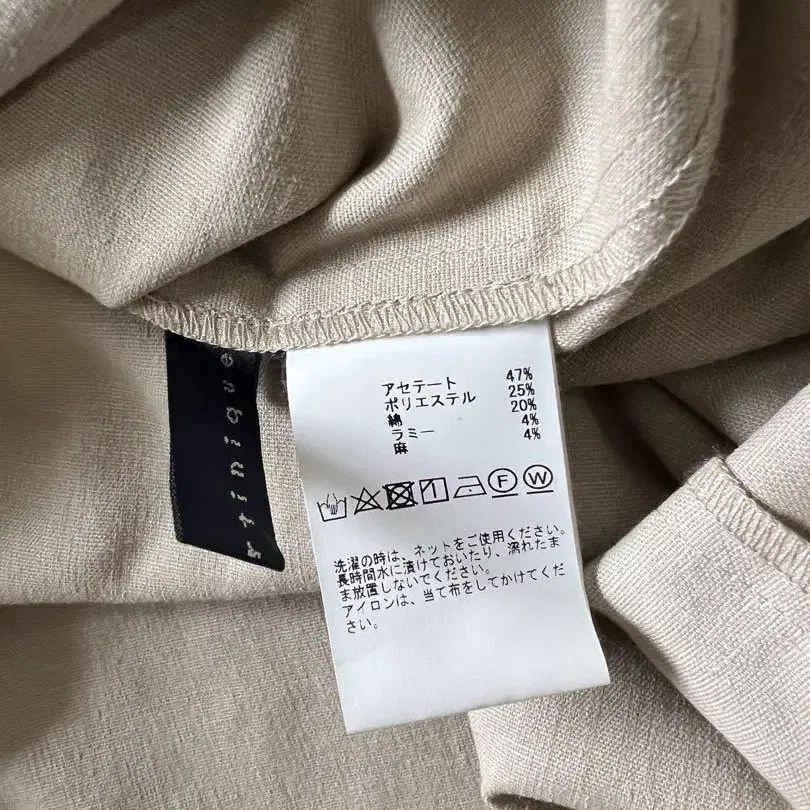 rtinique
アセテート 47%
ポリエステル 25%
綿 20%
ラミー 4%
麻 4%
F W
洗濯の時は、ネットをご使用ください。
長時間水に漬けておいたり、濡れたま
ま放置しないでください。
アイロンは、当て布をしてかけてくだ
さい。